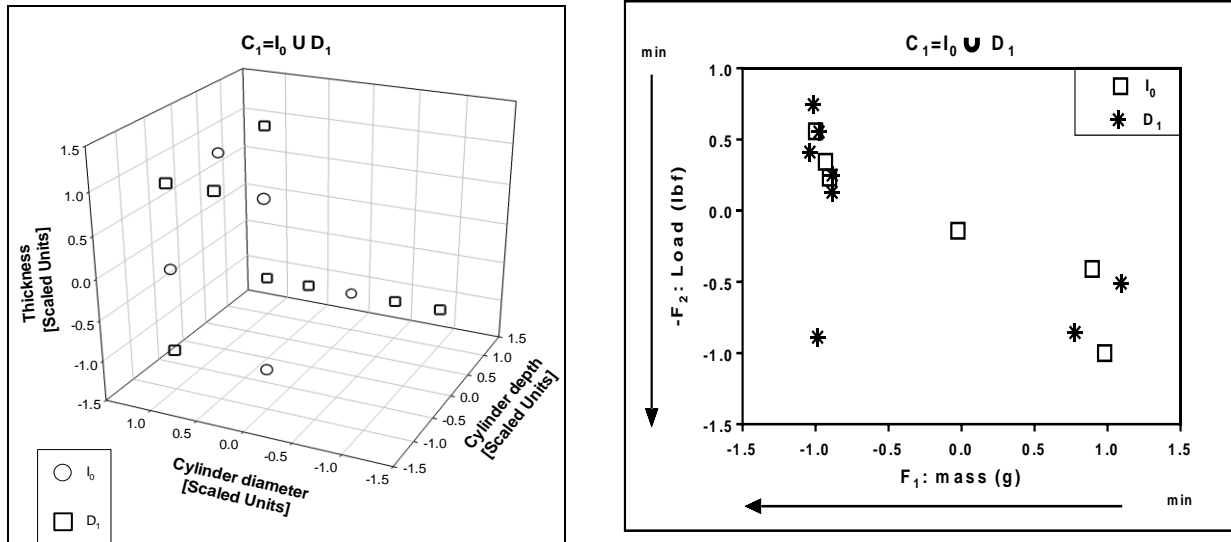 C₁=I₀ U D₁
1.5
1.0
0.5
0.0
-0.5
-1.0
-1.5
Thickness
[Scaled Units]
1.0
0.5
0.0
-0.5
-1.0
-1.5
Cylinder diameter
[Scaled Units]
1.5
1.0
0.5
0.0
-0.5
-1.0
-1.5
Cylinder depth
[Scaled Units]
I₀
D₁
C₁=I₀ ∪ D₁
min
I₀
D₁
1.0
0.5
0.0
-0.5
-1.0
-1.5
-F₂: Load (lbf)
-1.5 -1.0 -0.5 0.0 0.5 1.0 1.5
F₁: mass (g)
min